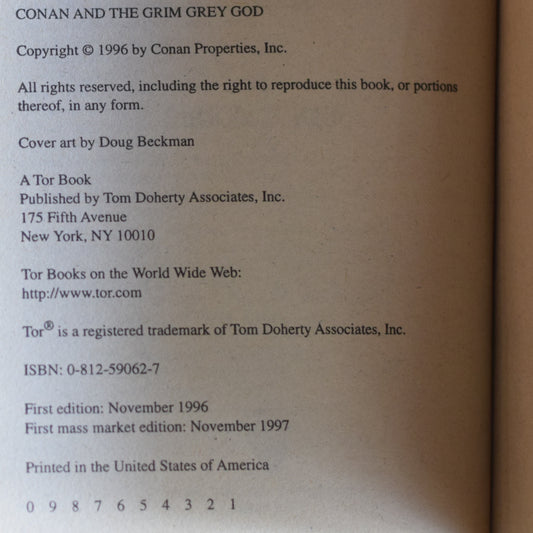 CONAN AND THE GRIM GREY GOD
Copyright © 1996 by Conan Properties, Inc.
All rights reserved, including the right to reproduce this book, or portions
thereof, in any form.
Cover art by Doug Beckman
A Tor Book
Published by Tom Doherty Associates, Inc.
175 Fifth Avenue
New York, NY 10010
Tor Books on the World Wide Web:
http://www.tor.com
Tor® is a registered trademark of Tom Doherty Associates, Inc.
ISBN: 0-812-59062-7
First edition: November 1996
First mass market edition: November 1997
Printed in the United States of America
0 9 8 7 6 5 4 3 2 1